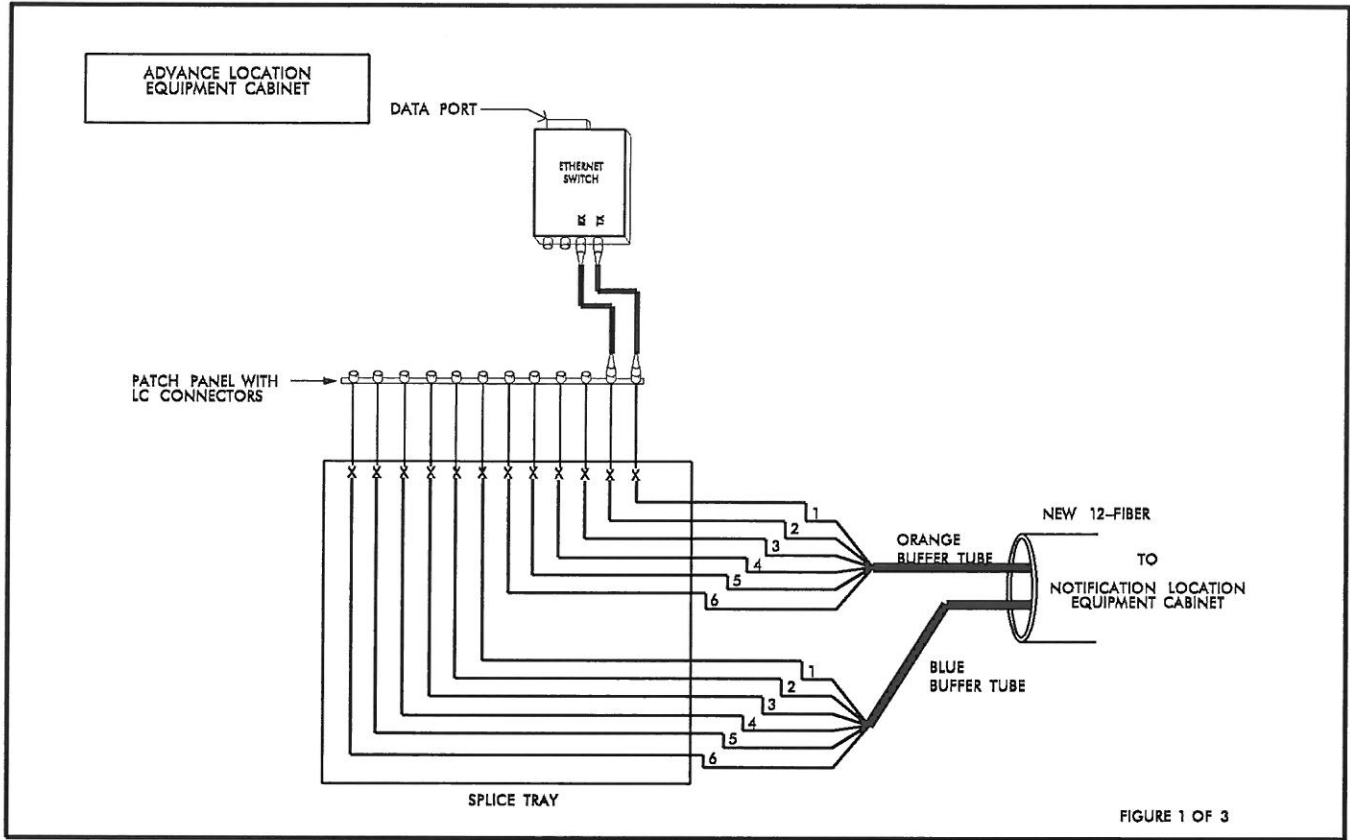 ADVANCE LOCATION
EQUIPMENT CABINET
DATA PORT
ETHERNET
SWITCH
RX
TX
PATCH PANEL WITH
LC CONNECTORS
1
2
3
4
5
6
ORANGE
BUFFER TUBE
NEW 12-FIBER
TO
NOTIFICATION LOCATION
EQUIPMENT CABINET
1
2
3
4
5
6
BLUE
BUFFER TUBE
SPLICE TRAY
FIGURE 1 OF 3